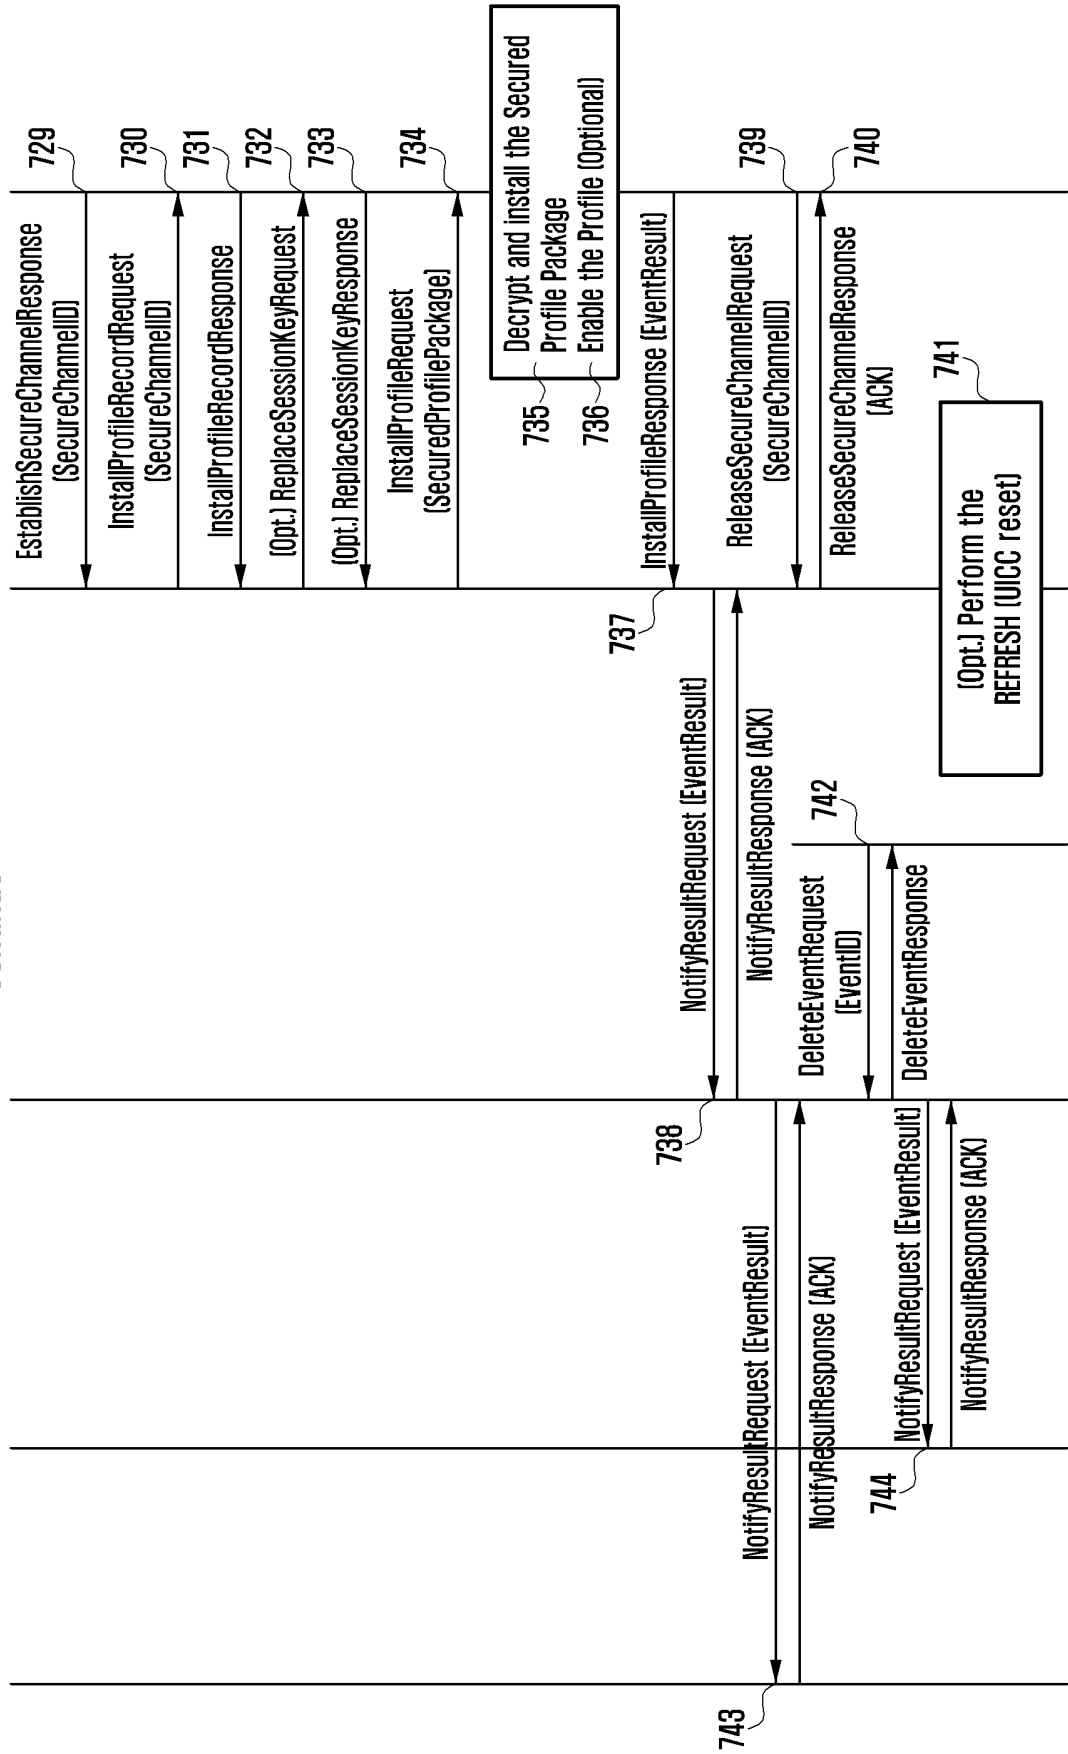 EstablishSecureChannelResponse
(SecureChannelID)
729
InstallProfileRecordRequest
(SecureChannelID)
730
InstallProfileRecordResponse
731
(Opt.) ReplaceSessionKeyRequest
732
(Opt.) ReplaceSessionKeyResponse
733
InstallProfileRequest
(SecuredProfilePackage)
734
735
Decrypt and install the Secured
Profile Package
736
Enable the Profile (Optional)
737
InstallProfileResponse (EventResult)
738
NotifyResultRequest (EventResult)
NotifyResultResponse (ACK)
ReleaseSecureChannelRequest
(SecureChannelID)
739
ReleaseSecureChannelResponse
(ACK)
740
743
NotifyResultRequest (EventResult)
NotifyResultResponse (ACK)
DeleteEventRequest
(EventID)
742
DeleteEventResponse
744
NotifyResultRequest (EventResult)
NotifyResultResponse (ACK)
(Opt.) Perform the
REFRESH (UICC reset)
741